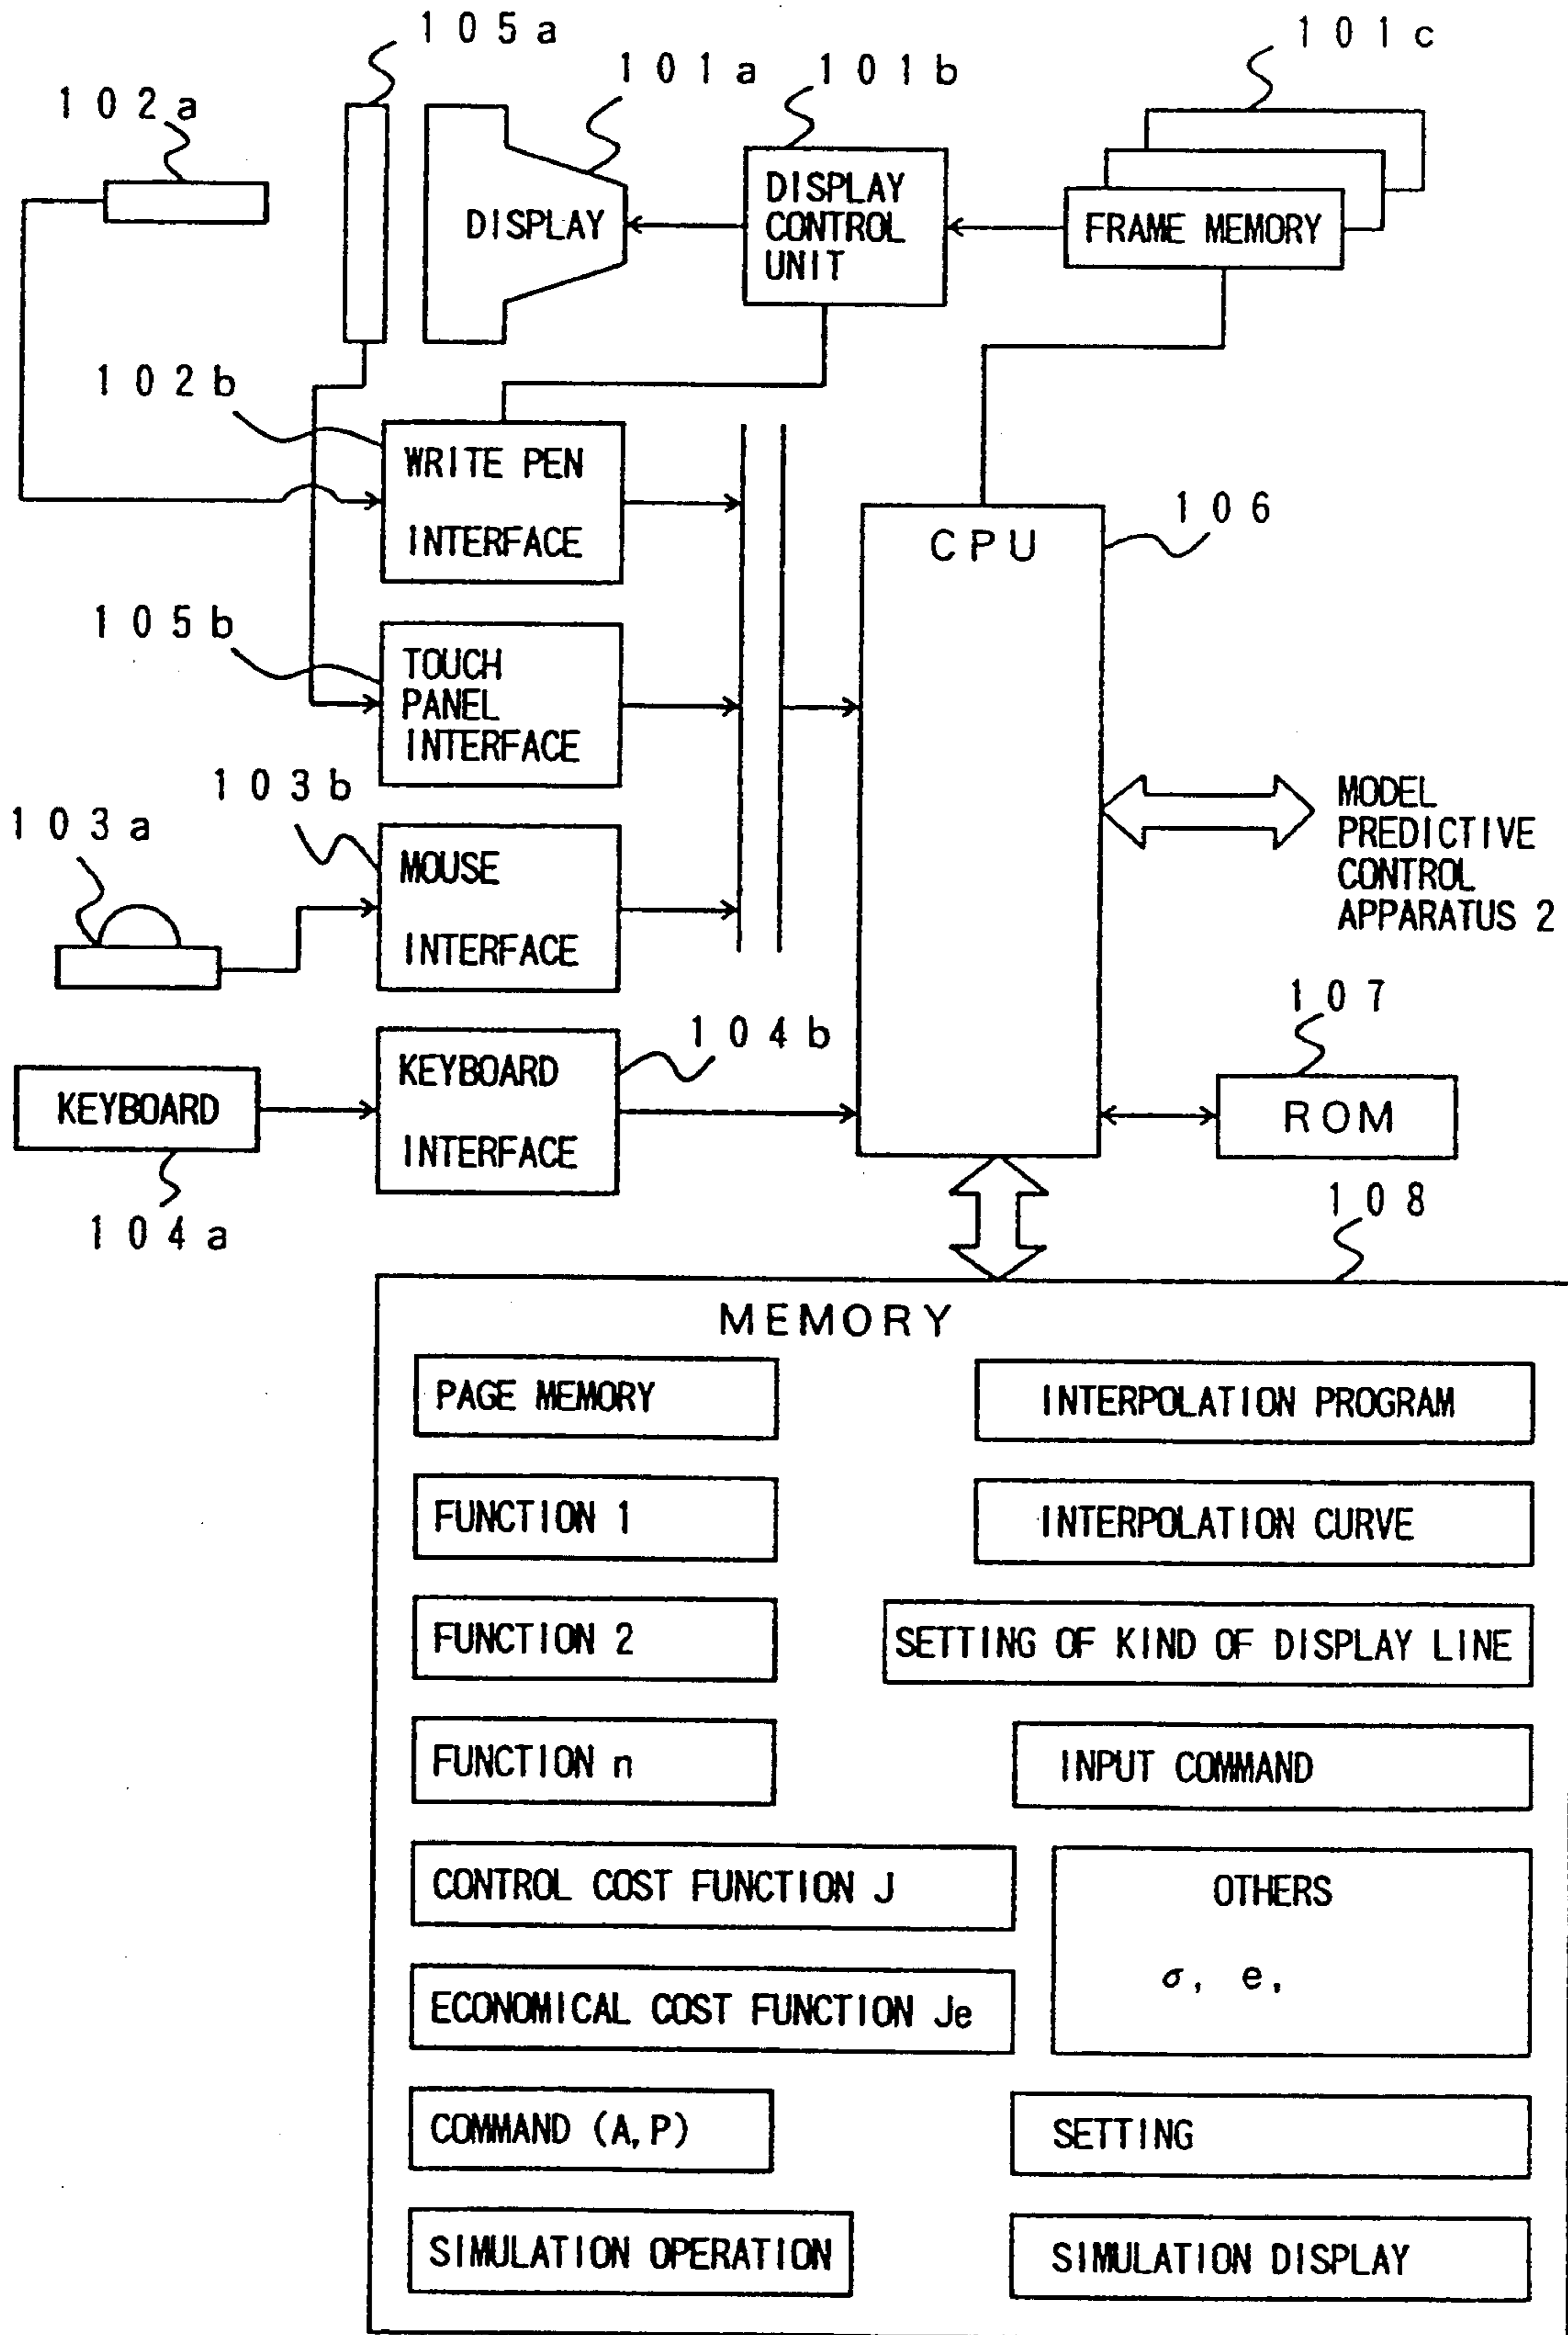 105a
101c
101a
101b
102a
DISPLAY
DISPLAY
CONTROL
UNIT
FRAME MEMORY
102b
WRITE PEN
INTERFACE
CPU
106
105b
TOUCH
PANEL
INTERFACE
103b
103a
MOUSE
INTERFACE
MODEL
PREDICTIVE
CONTROL
APPARATUS 2
107
104b
KEYBOARD
KEYBOARD
INTERFACE
ROM
104a
108
MEMORY
PAGE MEMORY
INTERPOLATION PROGRAM
FUNCTION 1
INTERPOLATION CURVE
FUNCTION 2
SETTING OF KIND OF DISPLAY LINE
FUNCTION n
INPUT COMMAND
CONTROL COST FUNCTION J
OTHERS
σ, e,
ECONOMICAL COST FUNCTION Je
COMMAND (A,P)
SETTING
SIMULATION OPERATION
SIMULATION DISPLAY